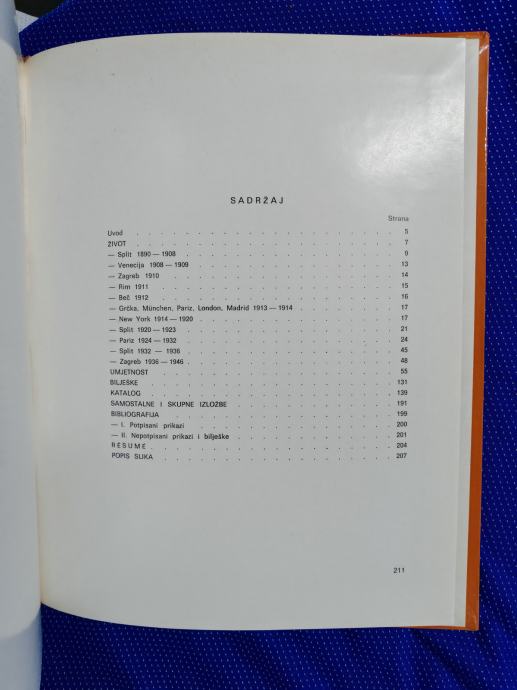 SADRŽAJ
Strana
Uvod . . . . . . . . . . . . . . . . . . . 5
ŽIVOT . . . . . . . . . . . . . . . . . . . 7
— Split 1890 — 1908 . . . . . . . . . . . . . . . 9
— Venecija 1908 — 1909 . . . . . . . . . . . . . . 13
— Zagreb 1910 . . . . . . . . . . . . . . . . 14
— Rim 1911 . . . . . . . . . . . . . . . . . 15
— Beč 1912 . . . . . . . . . . . . . . . . . 16
— Grčka, München, Pariz, London, Madrid 1913 — 1914 . . . . . . . 17
— New York 1914 — 1920 . . . . . . . . . . . . . . 17
— Split 1920 — 1923 . . . . . . . . . . . . . . . 21
— Pariz 1924 — 1932 . . . . . . . . . . . . . . . 24
— Split 1932 — 1936 . . . . . . . . . . . . . . . 45
— Zagreb 1936 — 1946 . . . . . . . . . . . . . . 48
UMJETNOST . . . . . . . . . . . . . . . . . 55
BILJEŠKE . . . . . . . . . . . . . . . . . . 131
KATALOG . . . . . . . . . . . . . . . . . . 139
SAMOSTALNE I SKUPNE IZLOŽBE . . . . . . . . . . . . 191
BIBLIOGRAFIJA . . . . . . . . . . . . . . . . 199
— I. Potpisani prikazi . . . . . . . . . . . . . . 200
— II. Nepotpisani prikazi i bilješke . . . . . . . . . . . 201
RÉSUMÉ . . . . . . . . . . . . . . . . . . 204
POPIS SLIKA . . . . . . . . . . . . . . . . . 207
211